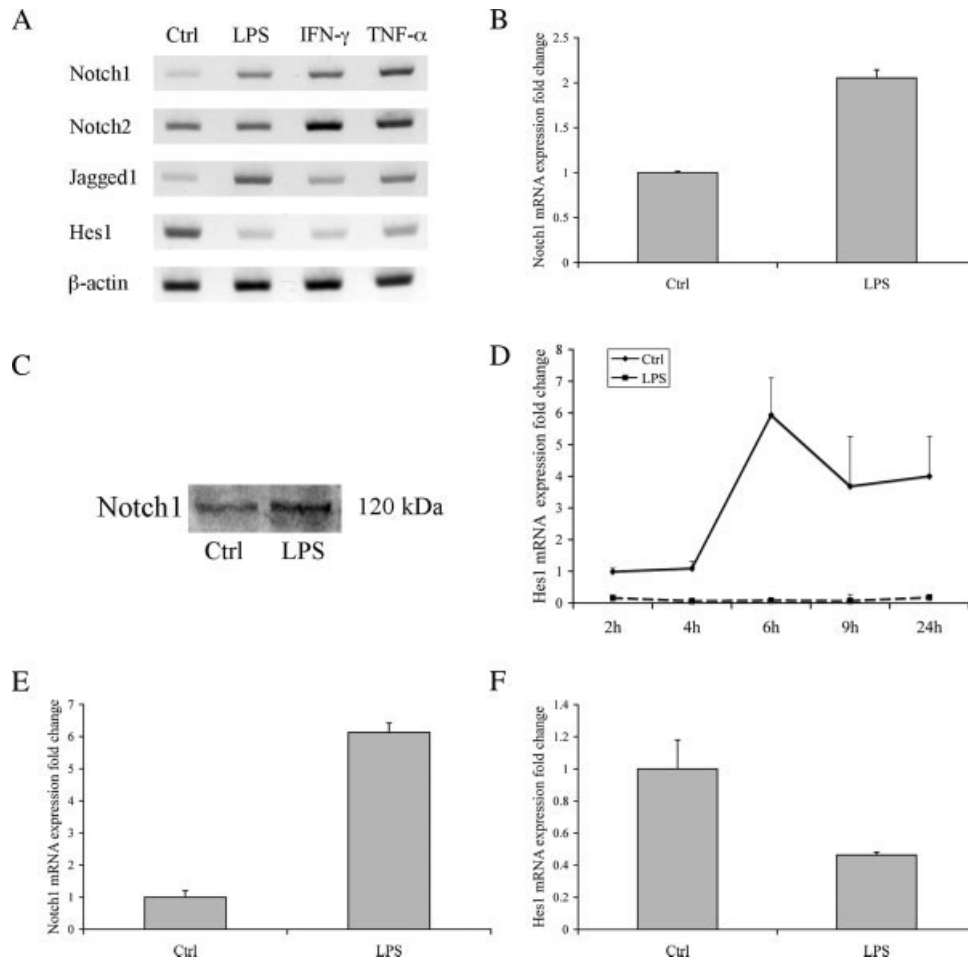 A
Ctrl LPS IFN-γ TNF-α
Notch1
Notch2
Jagged1
Hes1
β-actin
B
Notch1 mRNA expression fold change
2.5
2
1.5
1
0.5
0
Ctrl LPS
C
Notch1 120 kDa
Ctrl LPS
D
Hes1 mRNA expression fold change
8
7
6
5
4
3
2
1
0
Ctrl
LPS
2h 4h 6h 9h 24h
E
Notch1 mRNA expression fold change
7
6
5
4
3
2
1
0
Ctrl LPS
F
Hes1 mRNA expression fold change
1.4
1.2
1
0.8
0.6
0.4
0.2
0
Ctrl LPS